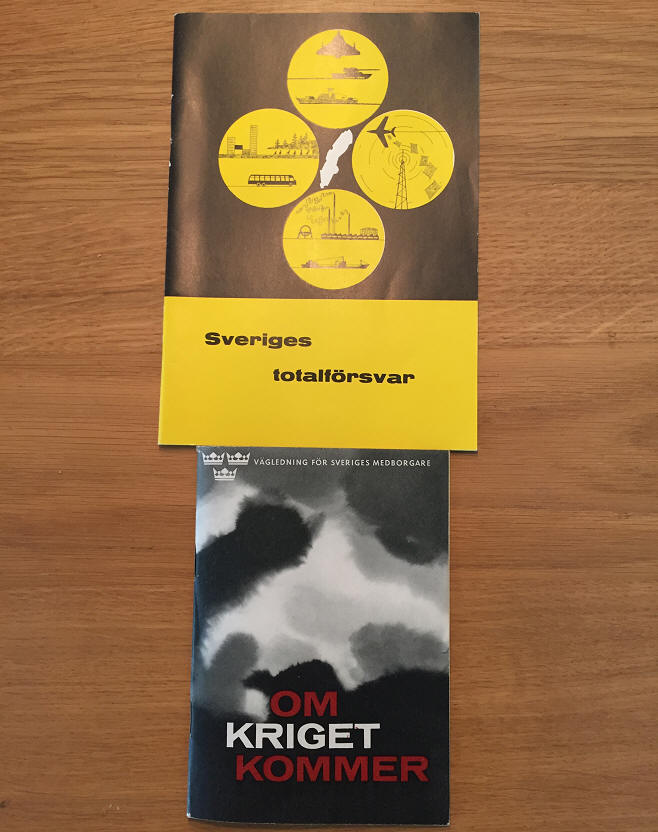 Sveriges
totalförsvar
VÄGLEDNING FÖR SVERIGES MEDBORGARE
OM
KRIGET
KOMMER